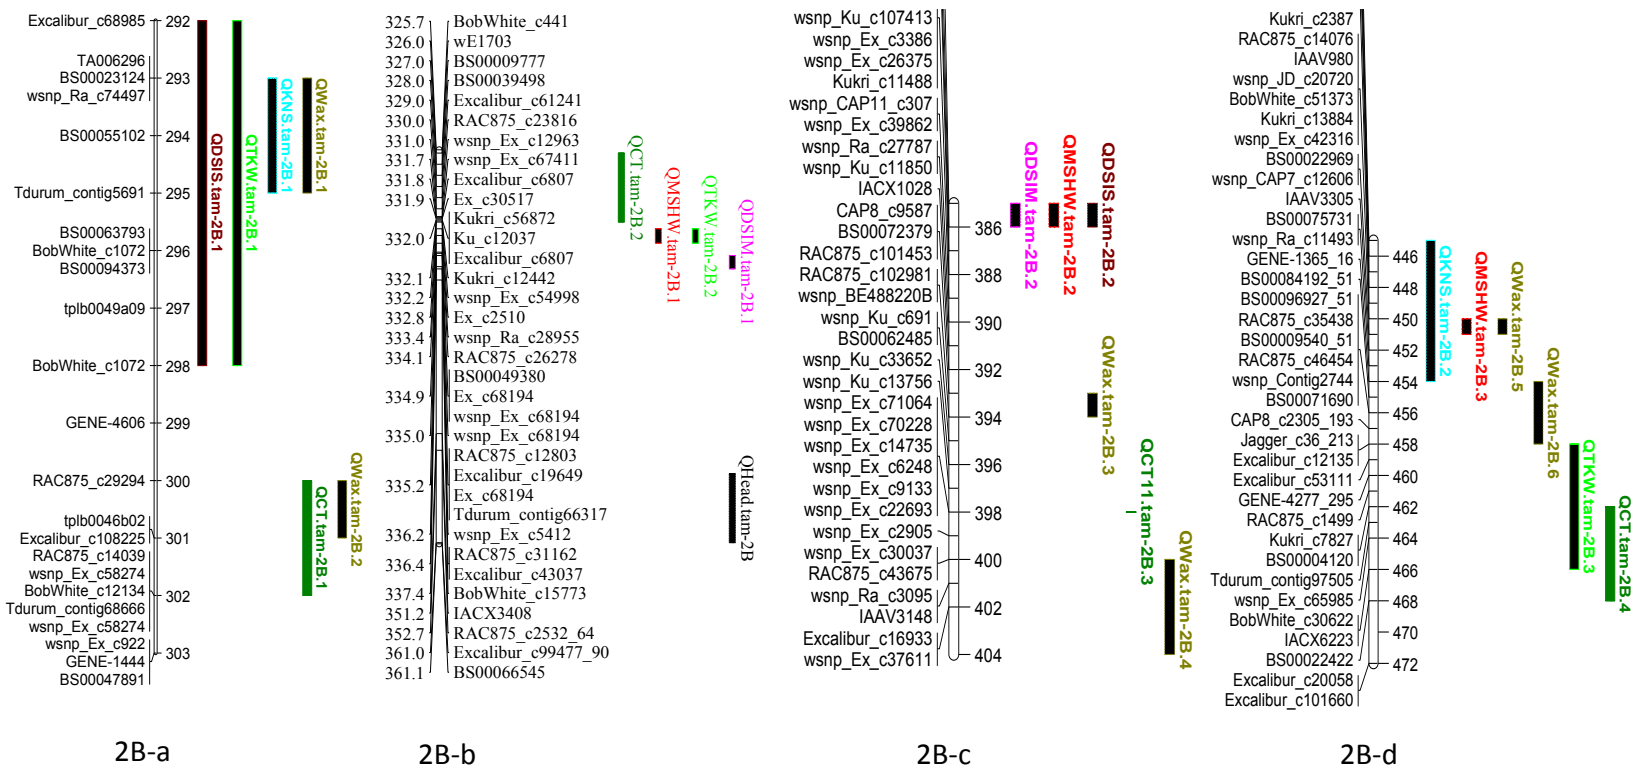 Excalibur_c68985
TA006296
BS00023124
wsnp_Ra_c74497
BS00055102
Tdurum_contig5691
BS00063793
BobWhite_c1072
BS00094373
tplb0049a09
BobWhite_c1072
GENE-4606
RAC875_c29294
tplb0046b02
Excalibur_c108225
RAC875_c14039
wsnp_Ex_c58274
BobWhite_c12134
Tdurum_contig68666
wsnp_Ex_c58274
wsnp_Ex_c922
GENE-1444
BS00047891
292
293
294
295
296
297
298
299
300
301
302
303
QDSIS.tam-2B.1
QTKW.tam-2B.1
QKNS.tam-2B.1
QWax.tam-2B.1
QCT.tam-2B.1
QWax.tam-2B.2
2B-a
325.7
326.0
327.0
328.0
329.0
330.0
331.0
331.7
331.8
331.9
332.0
332.1
332.2
332.8
333.4
334.1
334.9
335.0
335.2
336.2
336.4
337.4
351.2
352.7
361.0
361.1
BobWhite_c441
wE1703
BS00009777
BS00039498
Excalibur_c61241
RAC875_c23816
wsnp_Ex_c12963
wsnp_Ex_c67411
Excalibur_c6807
Ex_c30517
Kukri_c56872
Ku_c12037
Excalibur_c6807
Kukri_c12442
wsnp_Ex_c54998
Ex_c2510
wsnp_Ra_c28955
RAC875_c26278
BS00049380
Ex_c68194
wsnp_Ex_c68194
wsnp_Ex_c68194
RAC875_c12803
Excalibur_c19649
Ex_c68194
Tdurum_contig66317
wsnp_Ex_c5412
RAC875_c31162
Excalibur_c43037
BobWhite_c15773
IACX3408
RAC875_c2532_64
Excalibur_c99477_90
BS00066545
QCT.tam-2B.2
QMSHW.tam-2B.1
QTKW.tam-2B.2
QDSIM.tam-2B.1
QHead.tam-2B
2B-b
wsnp_Ku_c107413
wsnp_Ex_c3386
wsnp_Ex_c26375
Kukri_c11488
wsnp_CAP11_c307
wsnp_Ex_c39862
wsnp_Ra_c27787
wsnp_Ku_c11850
IACX1028
CAP8_c9587
BS00072379
RAC875_c101453
RAC875_c102981
wsnp_BE488220B
wsnp_Ku_c691
BS00062485
wsnp_Ku_c33652
wsnp_Ku_c13756
wsnp_Ex_c71064
wsnp_Ex_c70228
wsnp_Ex_c14735
wsnp_Ex_c6248
wsnp_Ex_c9133
wsnp_Ex_c22693
wsnp_Ex_c2905
wsnp_Ex_c30037
RAC875_c43675
wsnp_Ra_c3095
IAAV3148
Excalibur_c16933
wsnp_Ex_c37611
386
388
390
392
394
396
398
400
402
404
QDSIM.tam-2B.2
QMSHW.tam-2B.2
QDSIS.tam-2B.2
QWax.tam-2B.3
QCT11.tam-2B.3
QWax.tam-2B.4
2B-c
Kukri_c2387
RAC875_c14076
IAAV980
wsnp_JD_c20720
BobWhite_c51373
Kukri_c13884
wsnp_Ex_c42316
BS00022969
wsnp_CAP7_c12606
IAAV3305
BS00075731
wsnp_Ra_c11493
GENE-1365_16
BS00084192_51
BS00096927_51
RAC875_c35438
BS00009540_51
RAC875_c46454
wsnp_Contig2744
BS00071690
CAP8_c2305_193
Jagger_c36_213
Excalibur_c12135
Excalibur_c53111
GENE-4277_295
RAC875_c1499
Kukri_c7827
BS00004120
Tdurum_contig97505
wsnp_Ex_c65985
BobWhite_c30622
IACX6223
BS00022422
Excalibur_c20058
Excalibur_c101660
446
448
450
452
454
456
458
460
462
464
466
468
470
472
QKNS.tam-2B.2
QMSHW.tam-2B.3
QWax.tam-2B.5
QWax.tam-2B.6
QTKW.tam-2B.3
QCT.tam-2B.4
2B-d